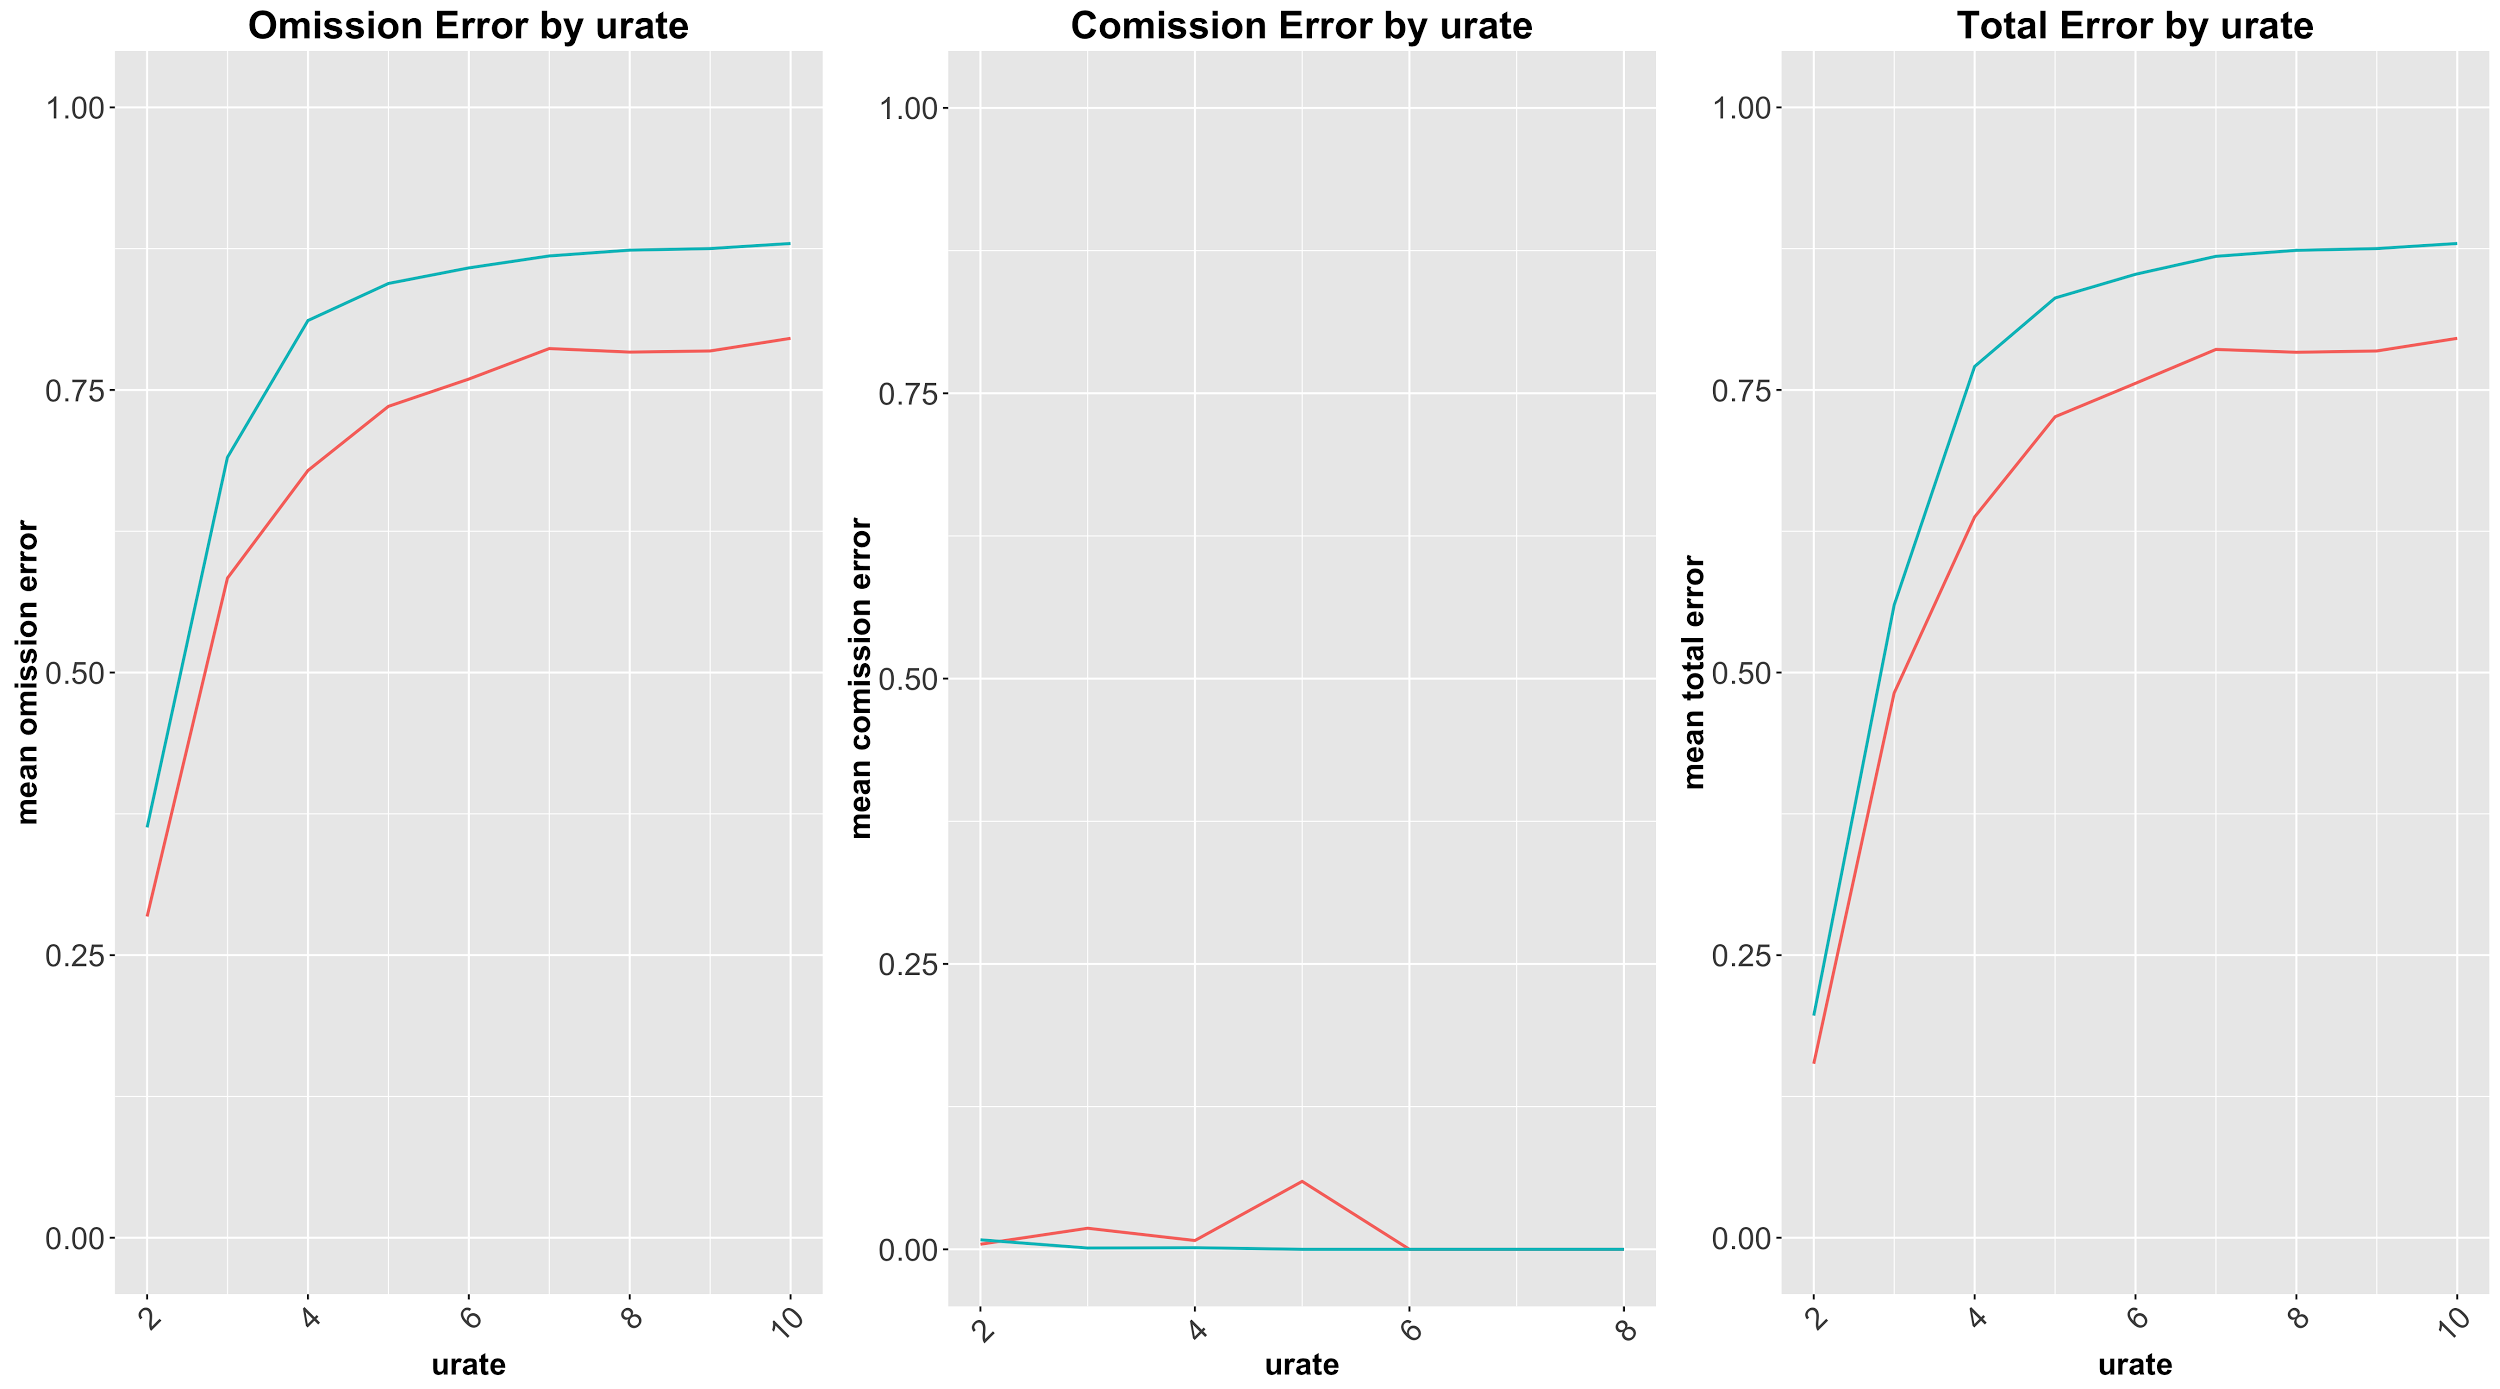 Omission Error by urate
mean omission error
1.00
0.75
0.50
0.25
0.00
2 4 6 8 10
urate
Comission Error by urate
mean comission error
1.00
0.75
0.50
0.25
0.00
2 4 6 8
urate
Total Error by urate
mean total error
1.00
0.75
0.50
0.25
0.00
2 4 6 8 10
urate